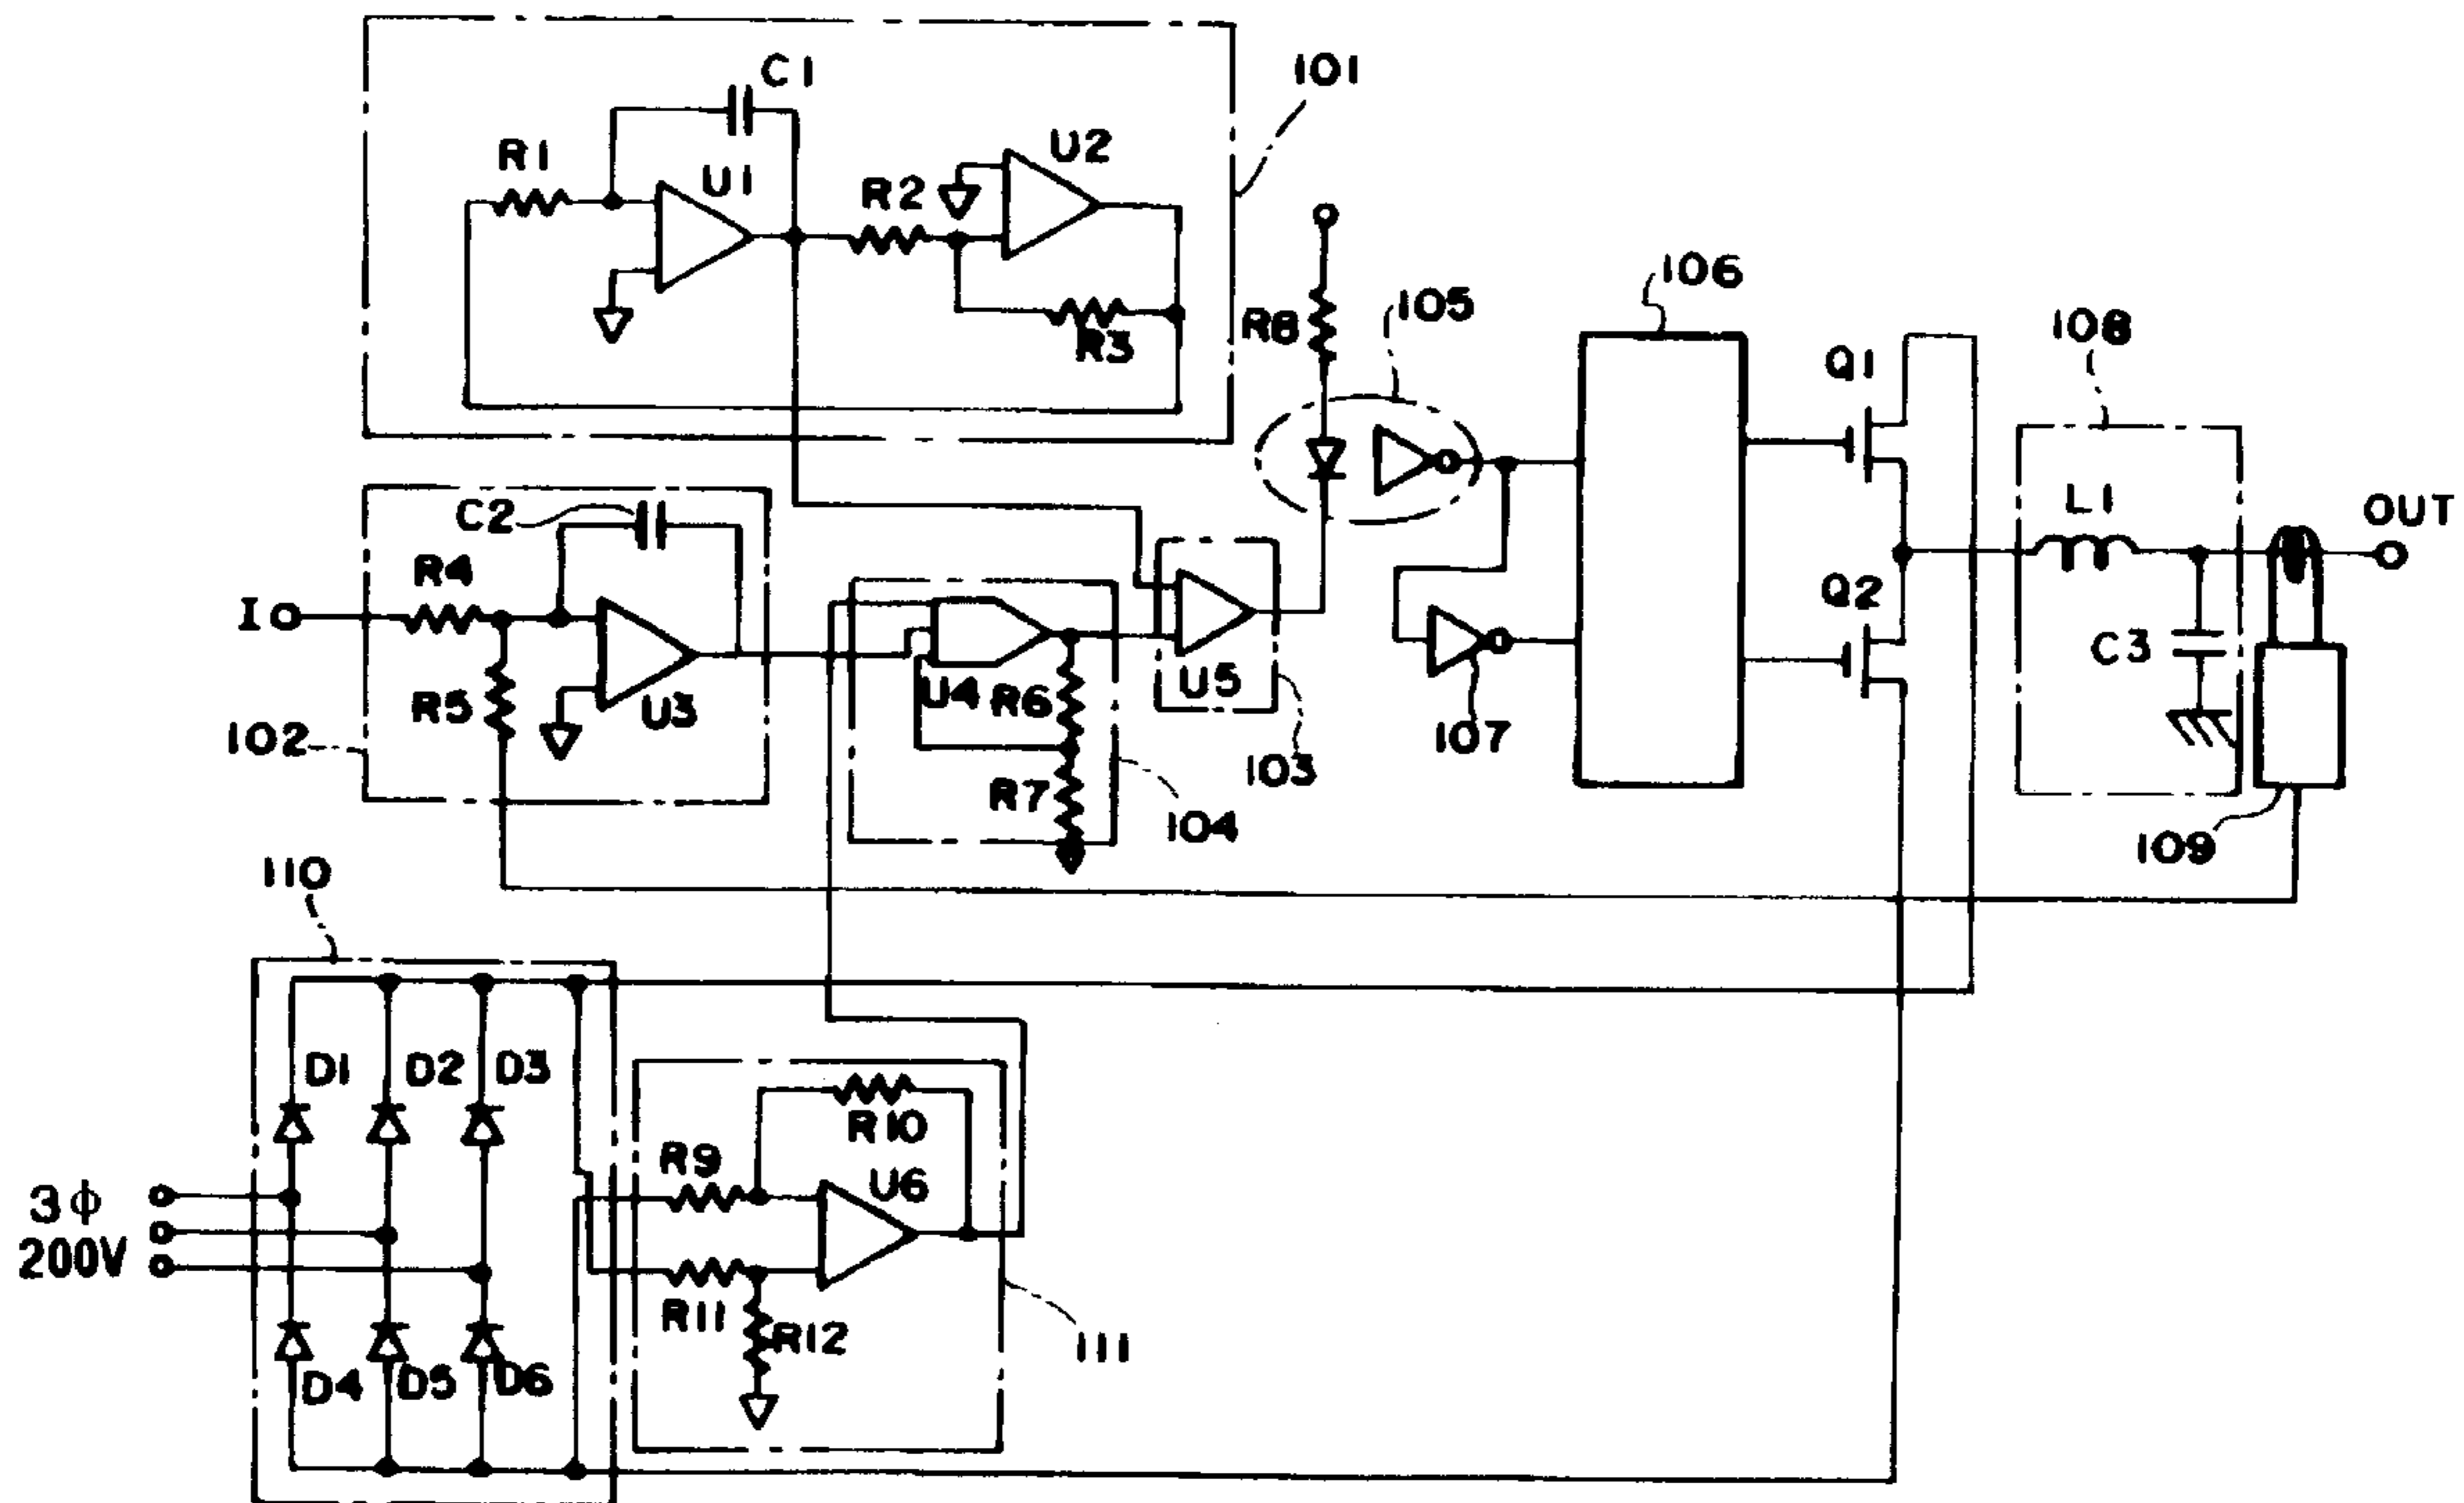 C1
101
R1
U1
R2
U2
R3
R8
105
106
108
Q1
L1
OUT
C2
R4
I
R5
U3
102
U4
R6
R7
U5
103
104
107
Q2
C3
109
110
D1
D2
D3
R10
R9
U6
3φ
200V
R11
R12
111
D4
D5
D6